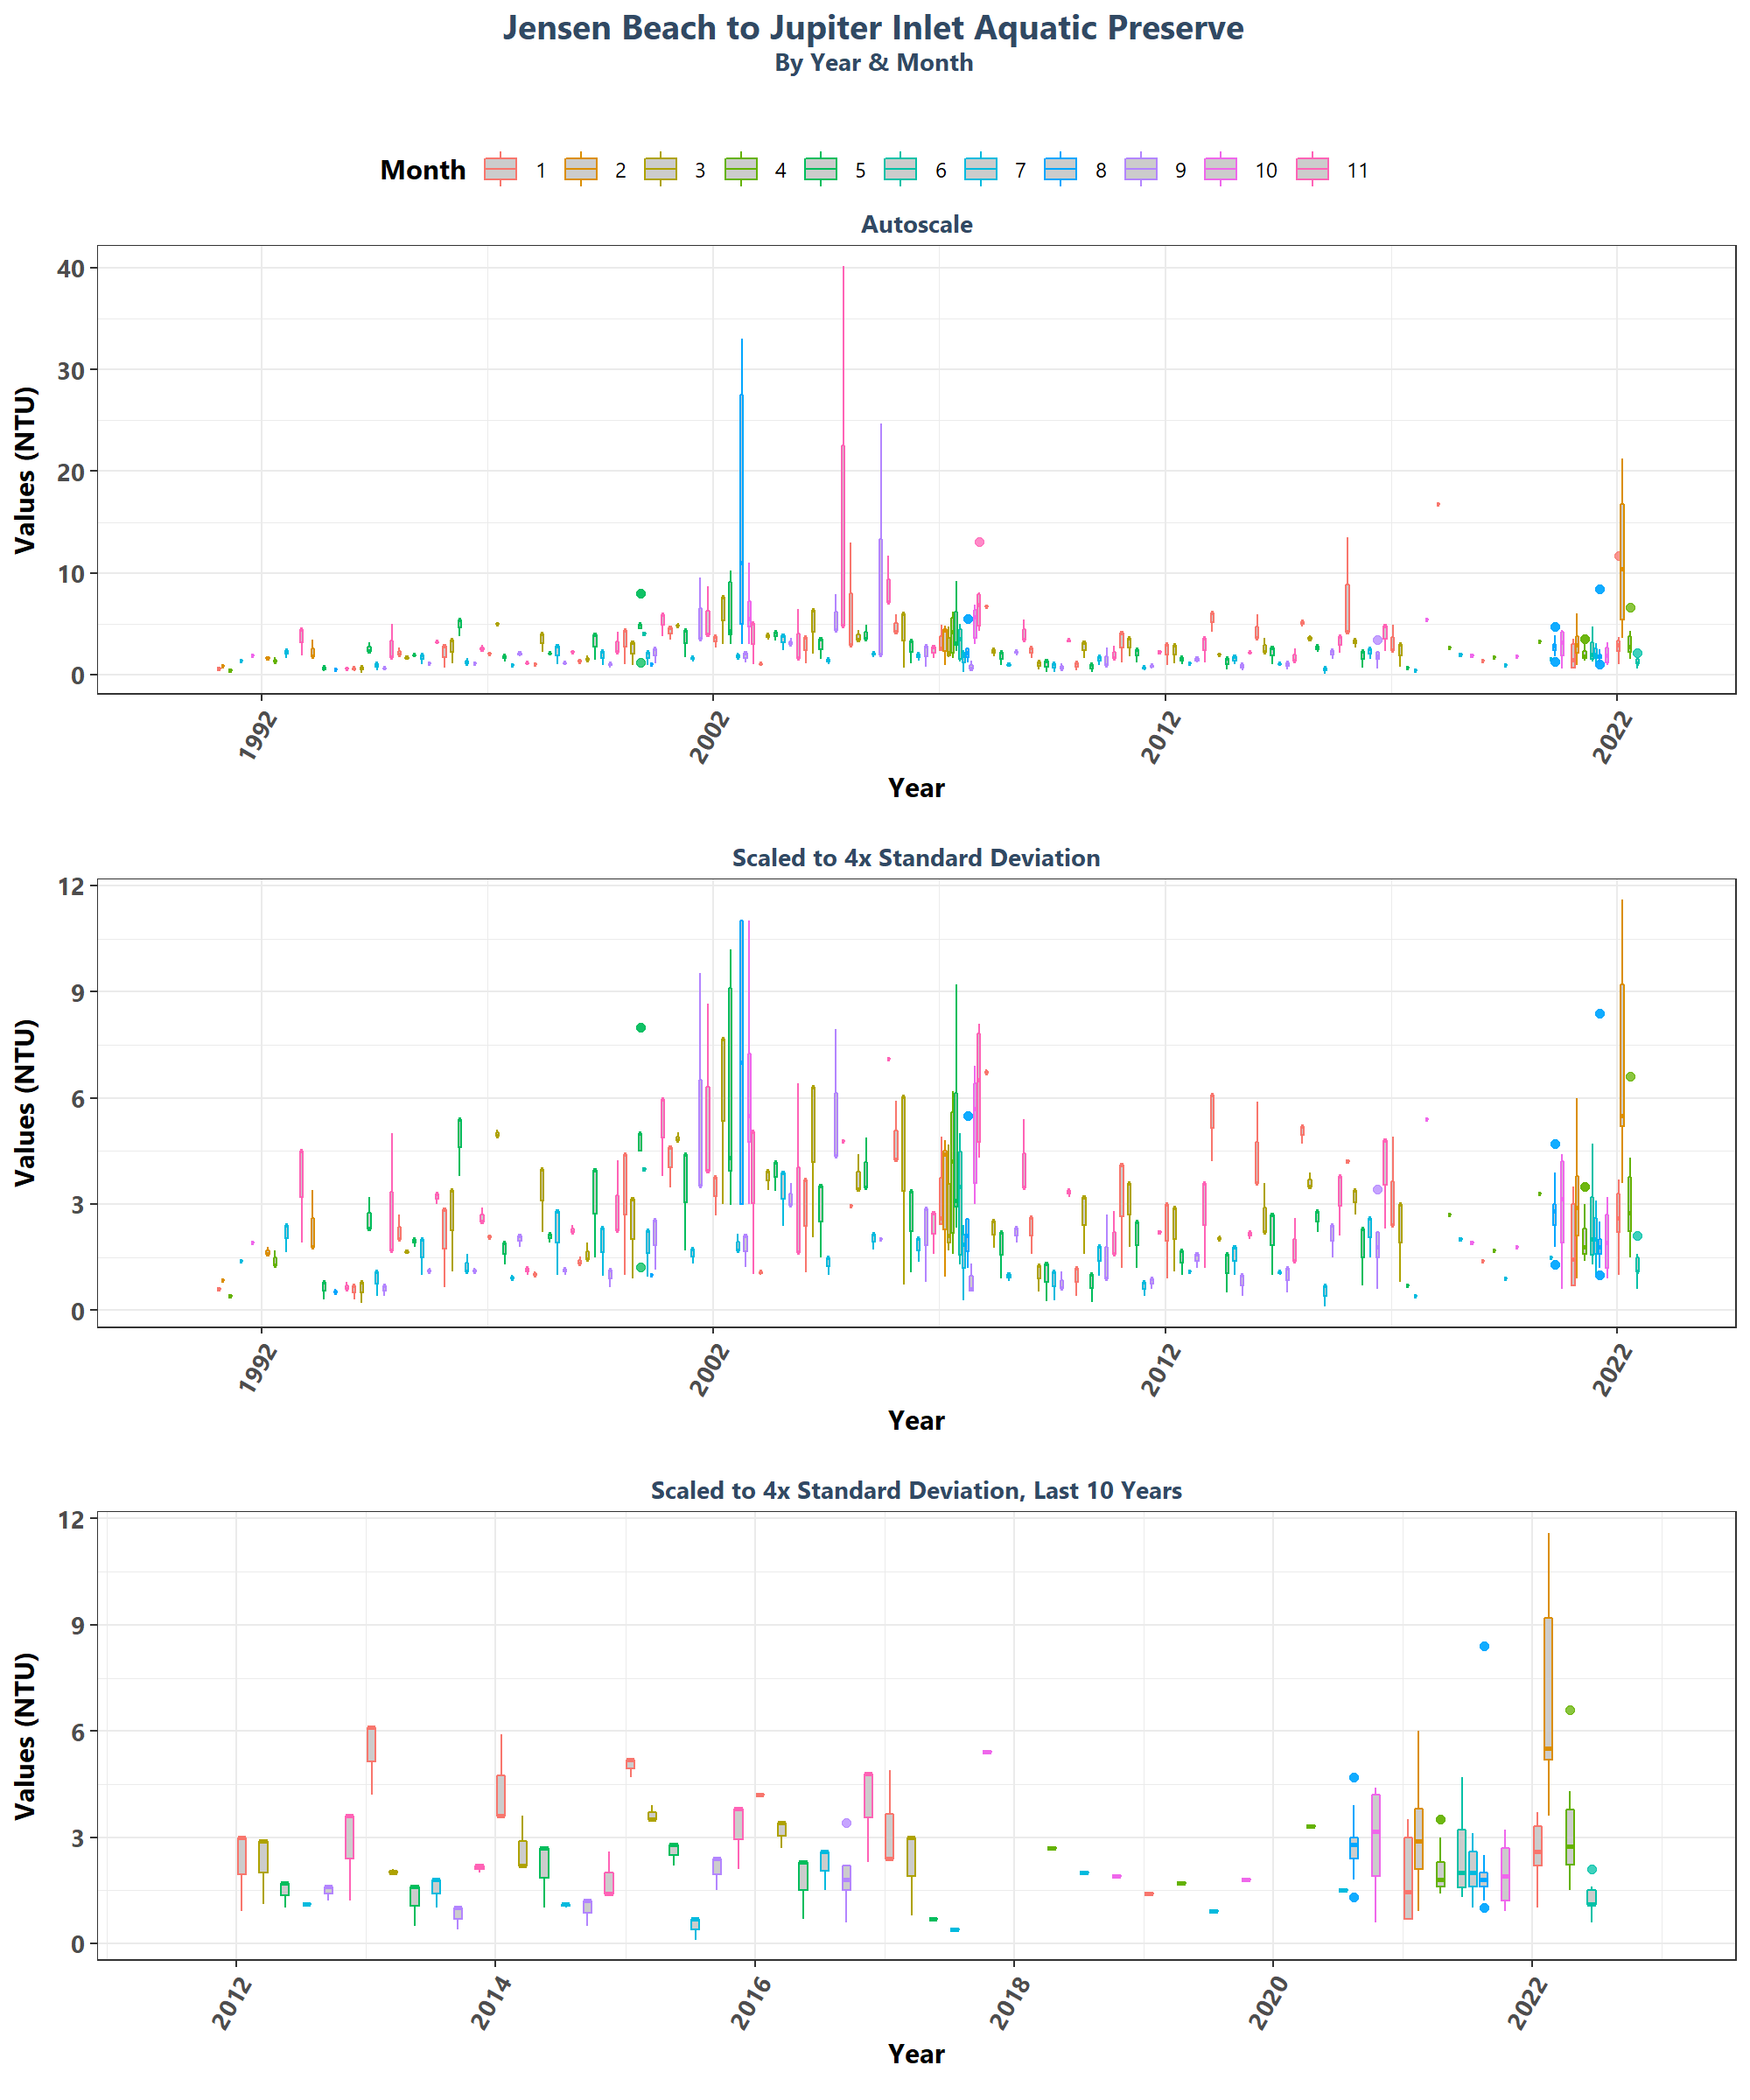 Jensen Beach to Jupiter Inlet Aquatic Preserve
By Year & Month
Month 1 2 3 4 5 6 7 8 9 10 11
Autoscale
Values (NTU)
40
30
20
10
0
1992 2002 2012 2022
Year
Scaled to 4x Standard Deviation
Values (NTU)
12
9
6
3
0
1992 2002 2012 2022
Year
Scaled to 4x Standard Deviation, Last 10 Years
Values (NTU)
12
9
6
3
0
2012 2014 2016 2018 2020 2022
Year